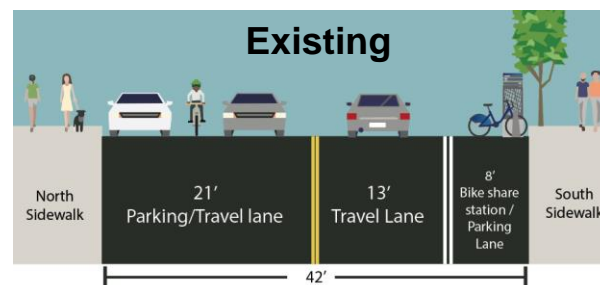 Existing
North
Sidewalk
21'
Parking/Travel lane
13'
Travel Lane
8'
Bike share
station /
Parking
Lane
South
Sidewalk
42'